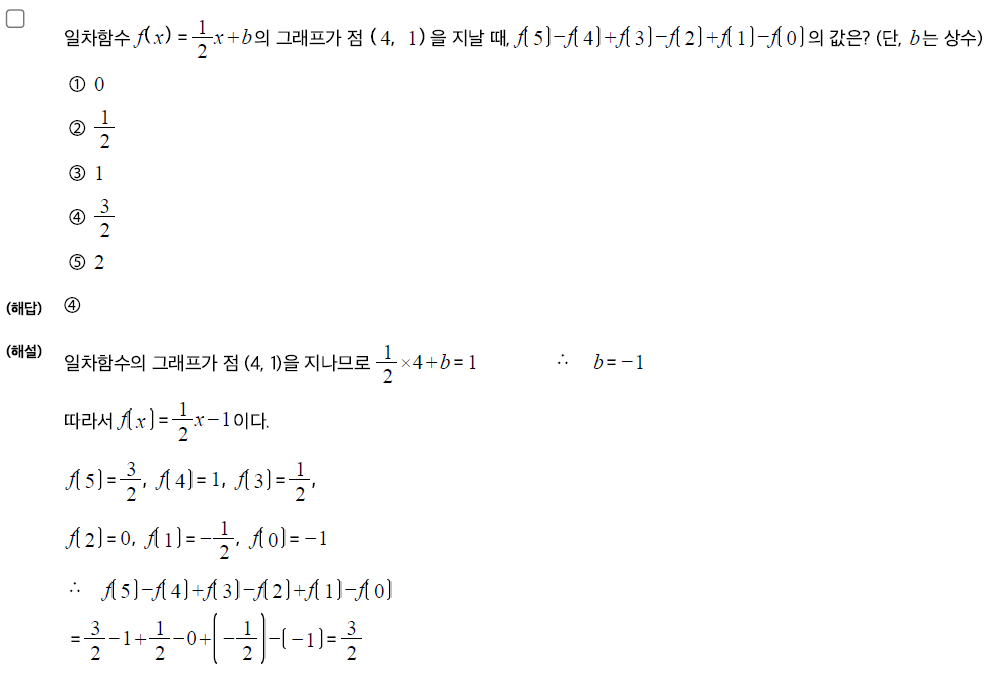 일차함수 f(x)=1/2x+b의 그래프가 점 (4, 1)을 지날 때, f(5)-f(4)+f(3)-f(2)+f(1)-f(0)의 값은? (단, b는 상수)
① 0
② 1/2
③ 1
④ 3/2
⑤ 2
(해답) ④
(해설) 일차함수의 그래프가 점 (4, 1)을 지나므로 1/2×4+b=1 ∴ b=-1
따라서 f(x)=1/2x-1이다.
f(5)=3/2, f(4)=1, f(3)=1/2,
f(2)=0, f(1)=-1/2, f(0)=-1
∴ f(5)-f(4)+f(3)-f(2)+f(1)-f(0)
=3/2-1+1/2-0+(-1/2)-(-1)=3/2